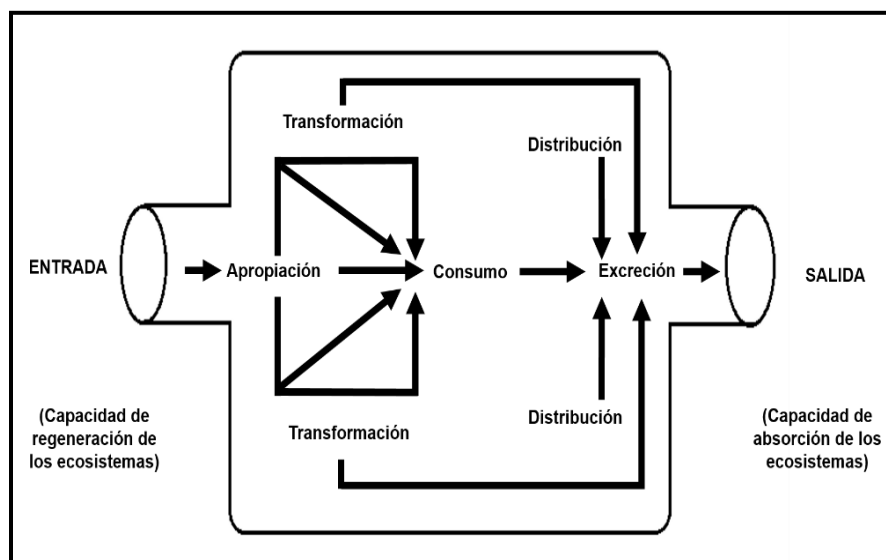 Transformación
Distribución
ENTRADA
Apropiación
Consumo
Excreción
SALIDA
(Capacidad de
regeneración de
los ecosistemas)
Transformación
Distribución
(Capacidad de
absorción de los
ecosistemas)